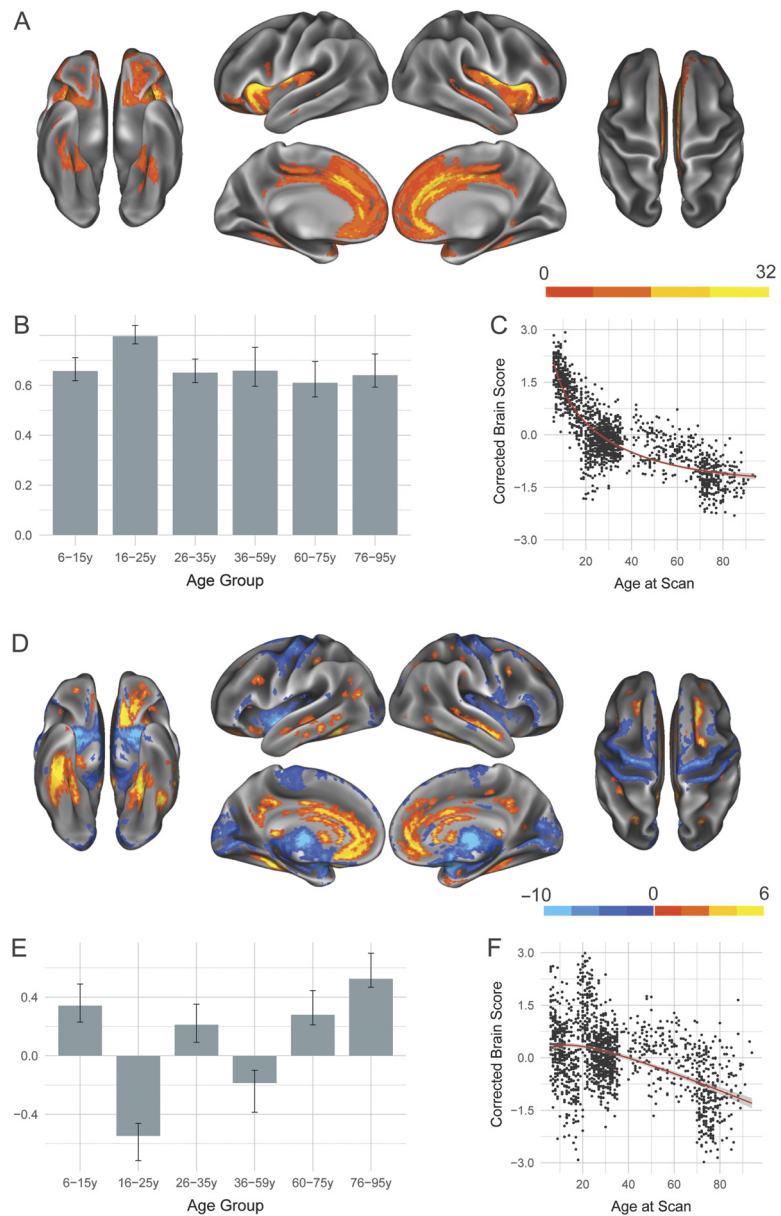 A
0 32
B
0.6
0.4
0.2
0.0
6−15y 16−25y 26−35y 36−59y 60−75y 76−95y
Age Group
C
Corrected Brain Score
3.0
1.5
0.0
−1.5
−3.0
20 40 60 80
Age at Scan
D
−10 0 6
E
0.4
0.0
−0.4
6−15y 16−25y 26−35y 36−59y 60−75y 76−95y
Age Group
F
Corrected Brain Score
3.0
1.5
0.0
−1.5
−3.0
20 40 60 80
Age at Scan